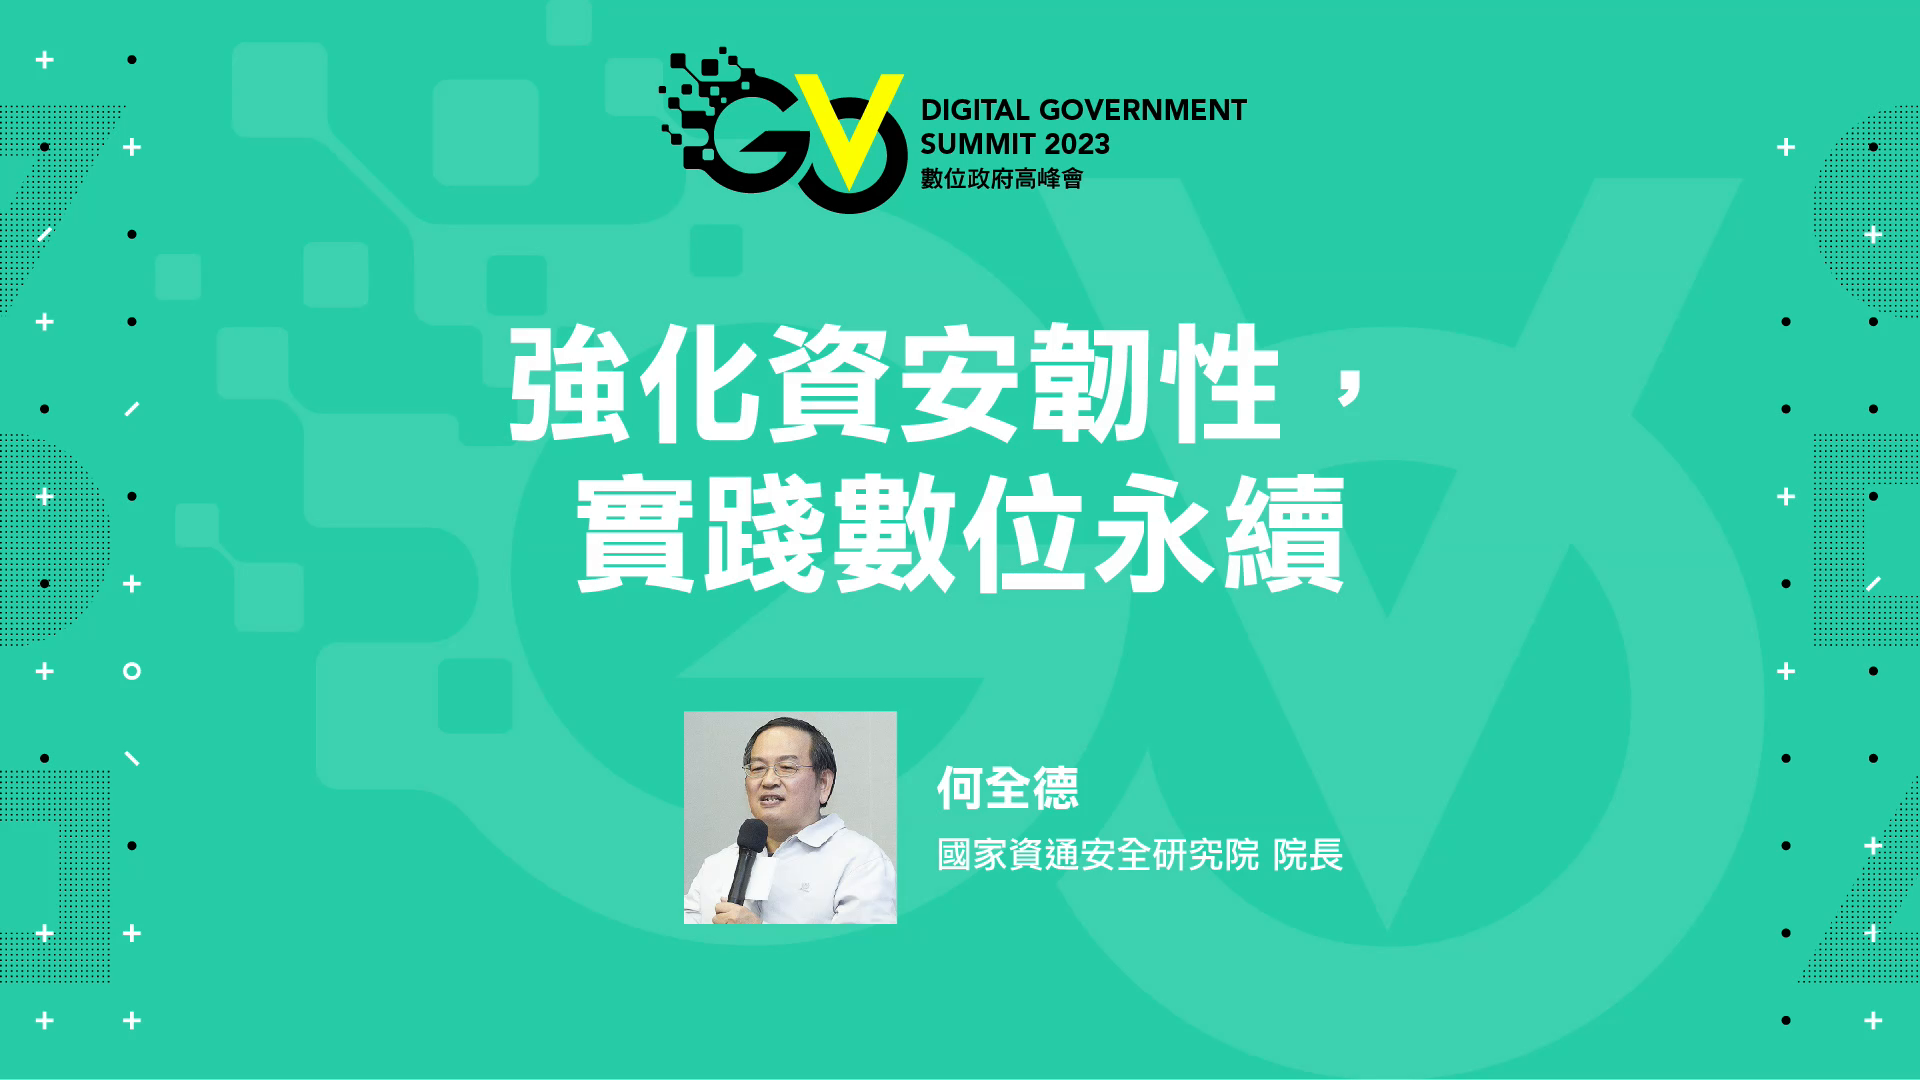 GOV
DIGITAL GOVERNMENT
SUMMIT 2023
數位政府高峰會
強化資安韌性，
實踐數位永續
何全德
國家資通安全研究院 院長